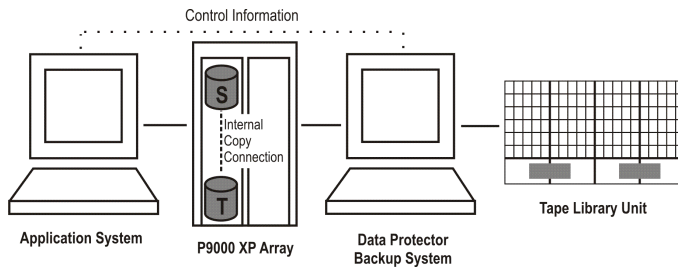 Control Information
S
Internal
Copy
Connection
T
Application System
P9000 XP Array
Data Protector
Backup System
Tape Library Unit